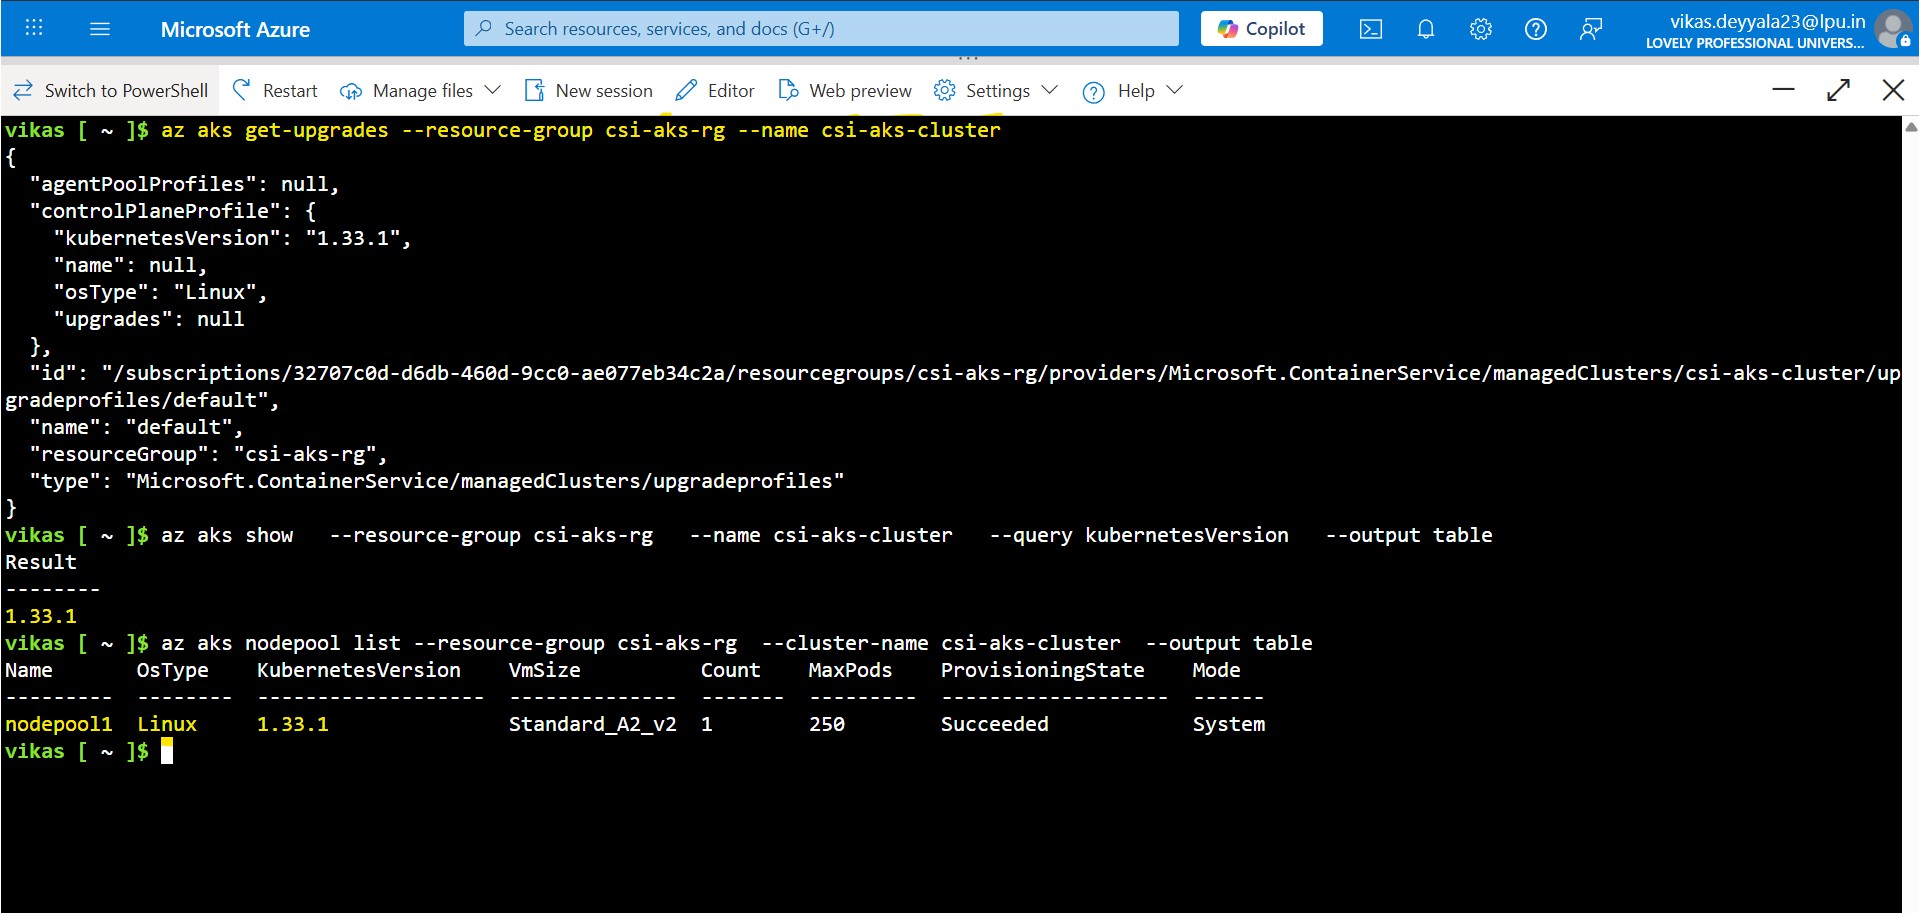 Microsoft Azure
Search resources, services, and docs (G+/)
Copilot
vikas.deyyala23@lpu.in
LOVELY PROFESSIONAL UNIVERS...
Switch to PowerShell
Restart
Manage files
New session
Editor
Web preview
Settings
Help
vikas [ ~ ]$ az aks get-upgrades --resource-group csi-aks-rg --name csi-aks-cluster
{
  "agentPoolProfiles": null,
  "controlPlaneProfile": {
    "kubernetesVersion": "1.33.1",
    "name": null,
    "osType": "Linux",
    "upgrades": null
  },
  "id": "/subscriptions/32707c0d-d6db-460d-9cc0-ae077eb34c2a/resourcegroups/csi-aks-rg/providers/Microsoft.ContainerService/managedClusters/csi-aks-cluster/up
gradeprofiles/default",
  "name": "default",
  "resourceGroup": "csi-aks-rg",
  "type": "Microsoft.ContainerService/managedClusters/upgradeprofiles"
}
vikas [ ~ ]$ az aks show   --resource-group csi-aks-rg   --name csi-aks-cluster   --query kubernetesVersion   --output table
Result
--------
1.33.1
vikas [ ~ ]$ az aks nodepool list --resource-group csi-aks-rg  --cluster-name csi-aks-cluster  --output table
Name       OsType    KubernetesVersion    VmSize          Count    MaxPods    ProvisioningState    Mode
---------  --------  -------------------  --------------  -------  ---------  -------------------  ------
nodepool1  Linux     1.33.1               Standard_A2_v2  1        250        Succeeded            System
vikas [ ~ ]$